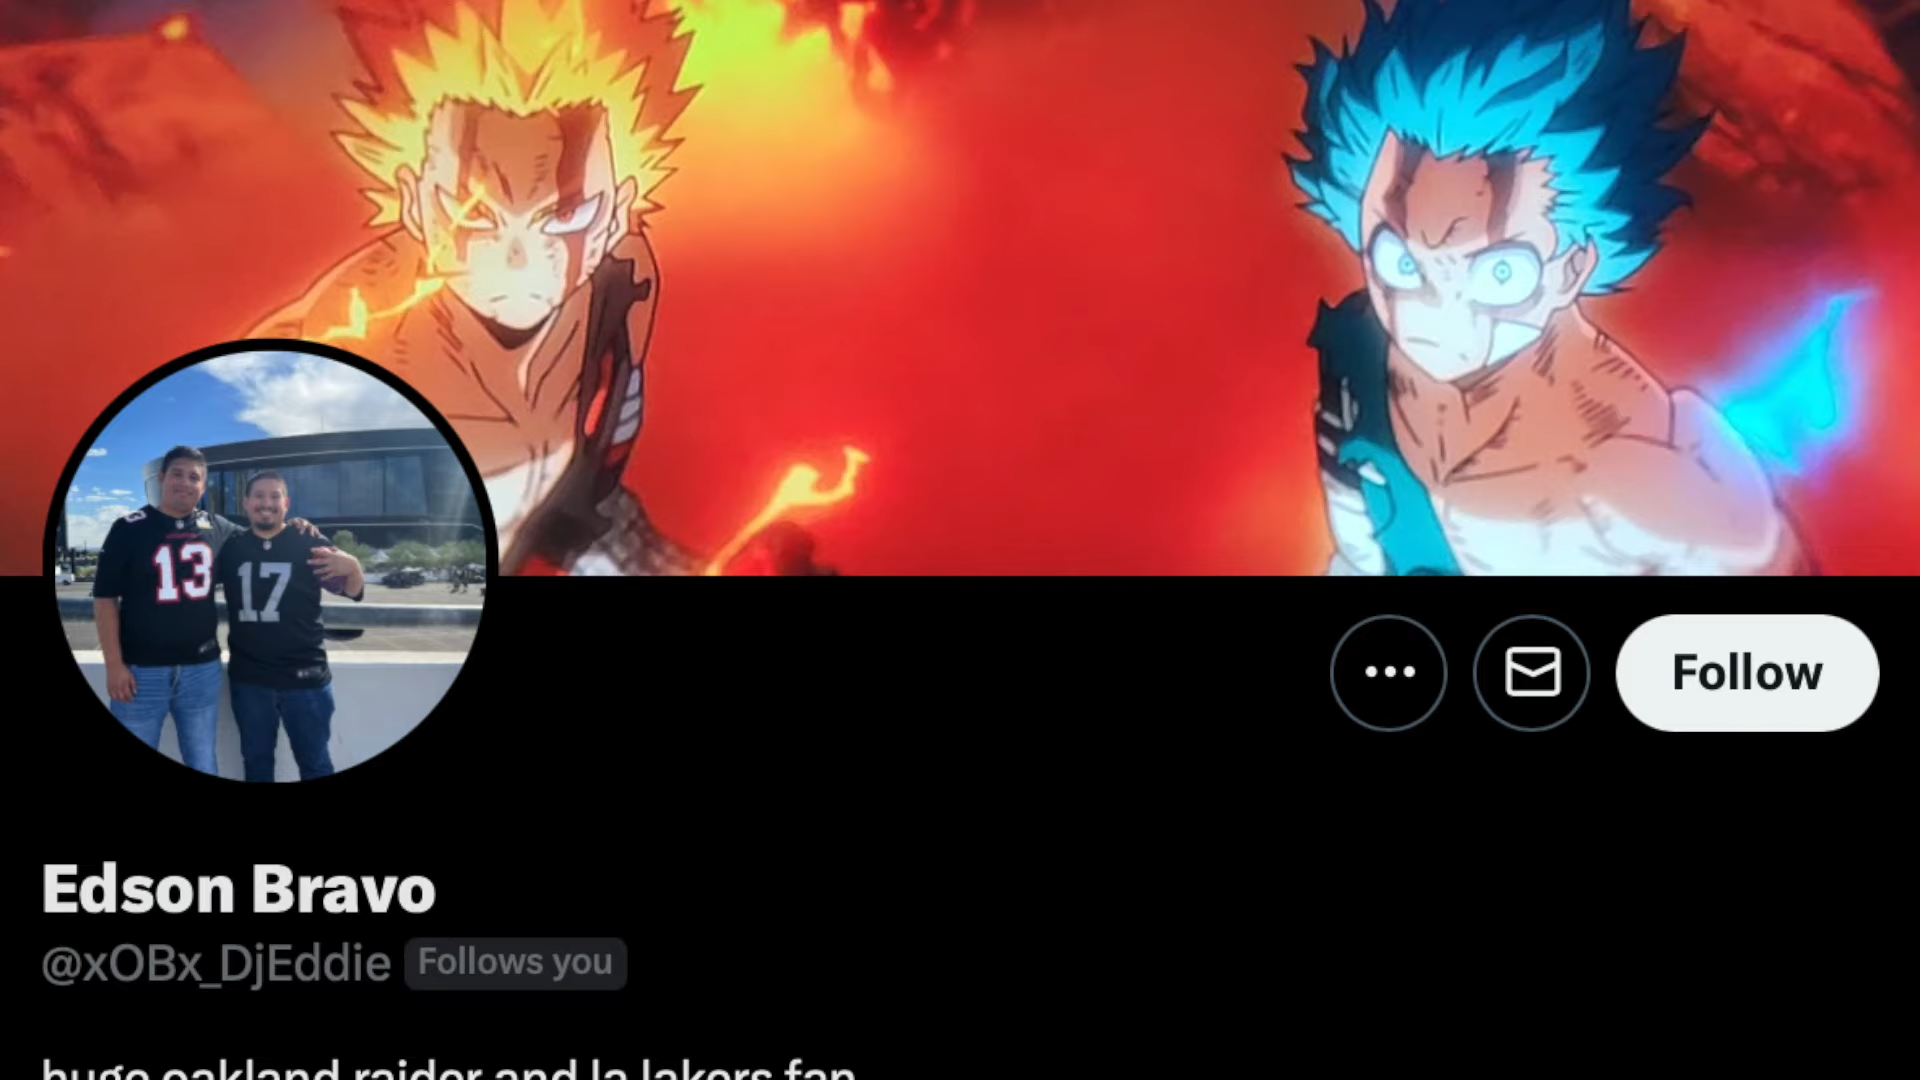 13
17
Follow
Edson Bravo
@xOBx_DjEddie Follows you
huge oakland raider and la lakers fan